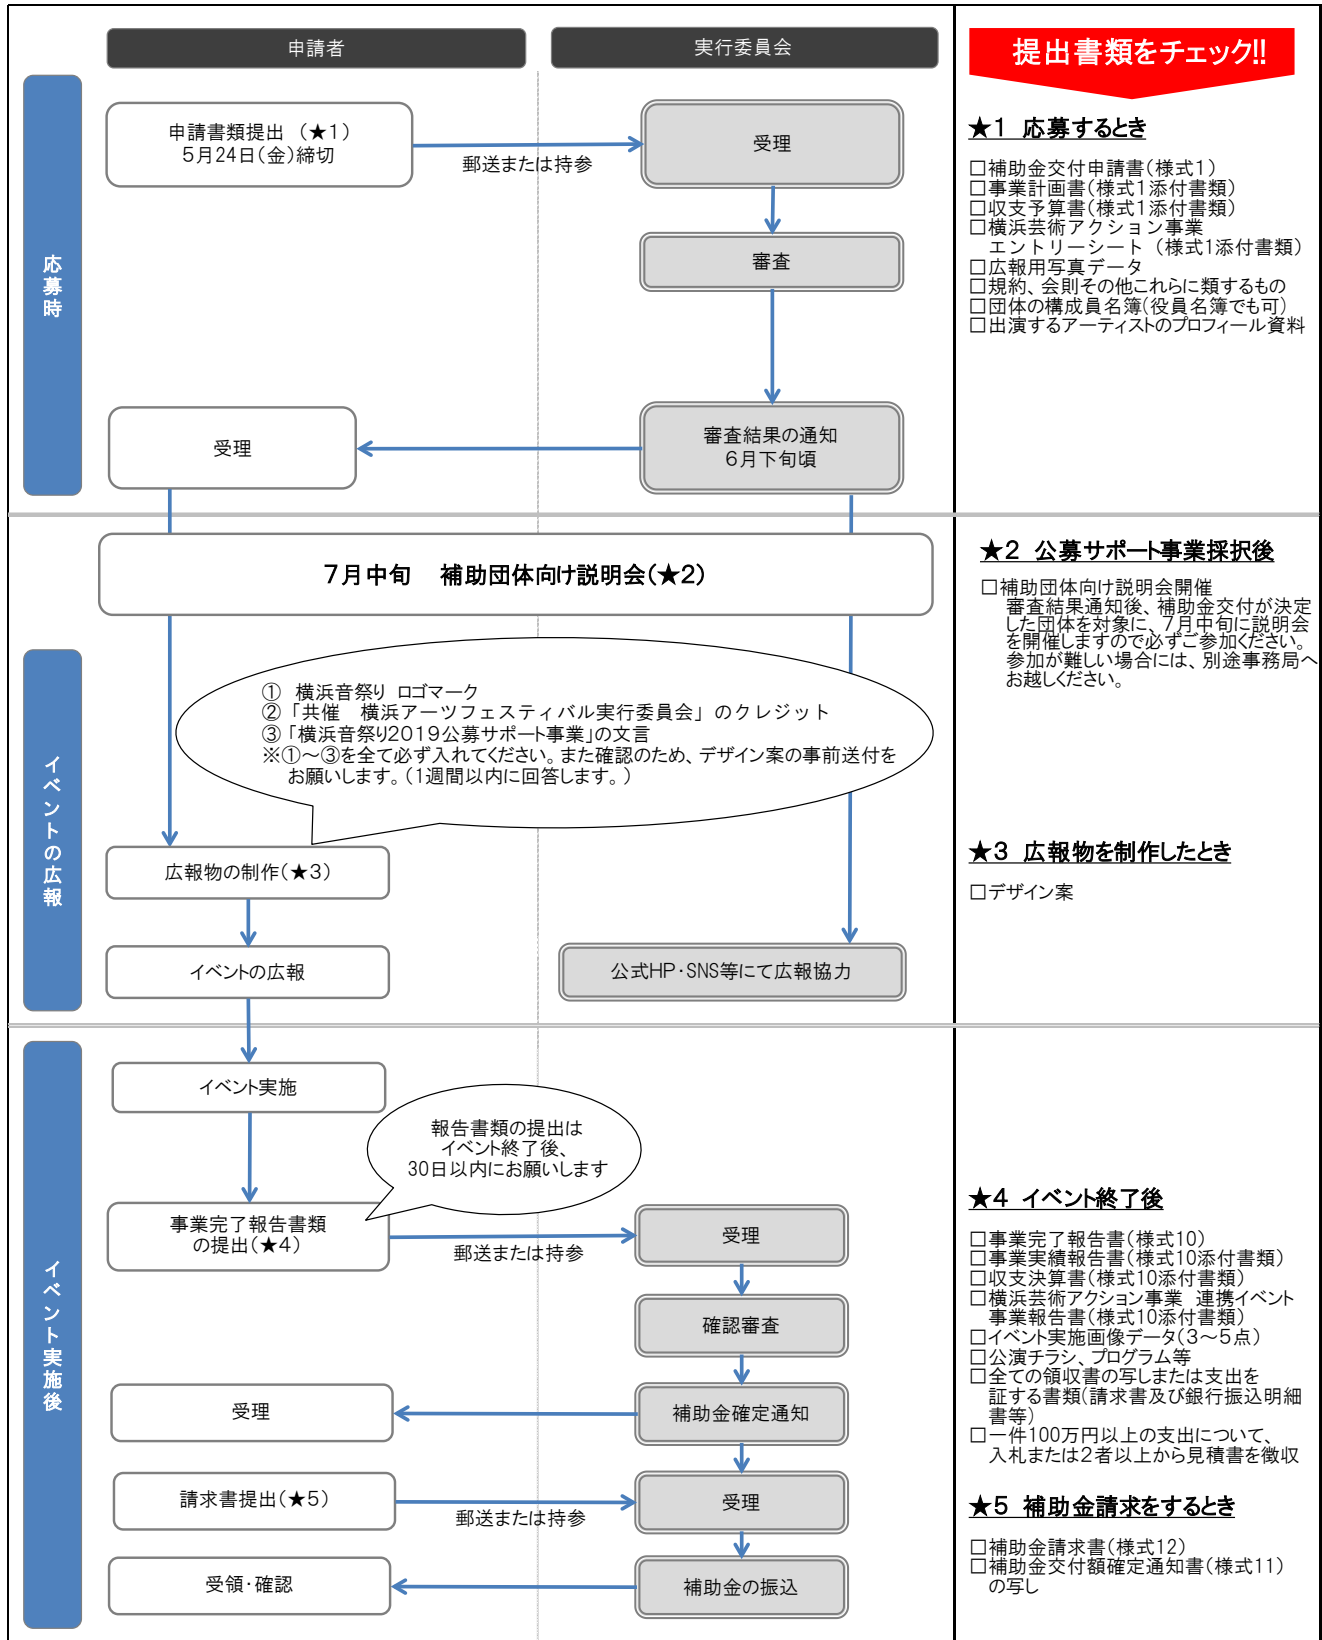 申請者
実行委員会
提出書類をチェック!!
応募時
申請書類提出 （★1）
5月24日(金)締切
郵送または持参
受理
審査
審査結果の通知
6月下旬頃
受理
★1 応募するとき
□補助金交付申請書(様式1)
□事業計画書(様式1添付書類)
□収支予算書(様式1添付書類)
□横浜芸術アクション事業
エントリーシート （様式1添付書類)
□広報用写真データ
□規約、会則その他これらに類するもの
□団体の構成員名簿(役員名簿でも可)
□出演するアーティストのプロフィール資料
7月中旬　補助団体向け説明会(★2)
★2 公募サポート事業採択後
□補助団体向け説明会開催
審査結果通知後、補助金交付が決定
した団体を対象に、7月中旬に説明会
を開催しますので必ずご参加ください。
参加が難しい場合には、別途事務局へ
お越しください。
イベントの広報
① 横浜音祭り ロゴマーク
②「共催　横浜アーツフェスティバル実行委員会」のクレジット
③「横浜音祭り2019公募サポート事業」の文言
※①～③を全て必ず入れてください。また確認のため、デザイン案の事前送付を
お願いします。(1週間以内に回答します。)
広報物の制作(★3)
イベントの広報
公式HP・SNS等にて広報協力
★3 広報物を制作したとき
□デザイン案
イベント実施後
イベント実施
報告書類の提出は
イベント終了後、
30日以内にお願いします
事業完了報告書類
の提出(★4)
郵送または持参
受理
確認審査
補助金確定通知
受理
請求書提出(★5)
郵送または持参
受理
補助金の振込
受領・確認
★4 イベント終了後
□事業完了報告書(様式10)
□事業実績報告書(様式10添付書類)
□収支決算書(様式10添付書類)
□横浜芸術アクション事業　連携イベント
事業報告書(様式10添付書類)
□イベント実施画像データ(3～5点)
□公演チラシ、プログラム等
□全ての領収書の写しまたは支出を
証する書類(請求書及び銀行振込明細
書等)
□一件100万円以上の支出について、
入札または2者以上から見積書を徴収
★5 補助金請求をするとき
□補助金請求書(様式12)
□補助金交付額確定通知書(様式11)
の写し